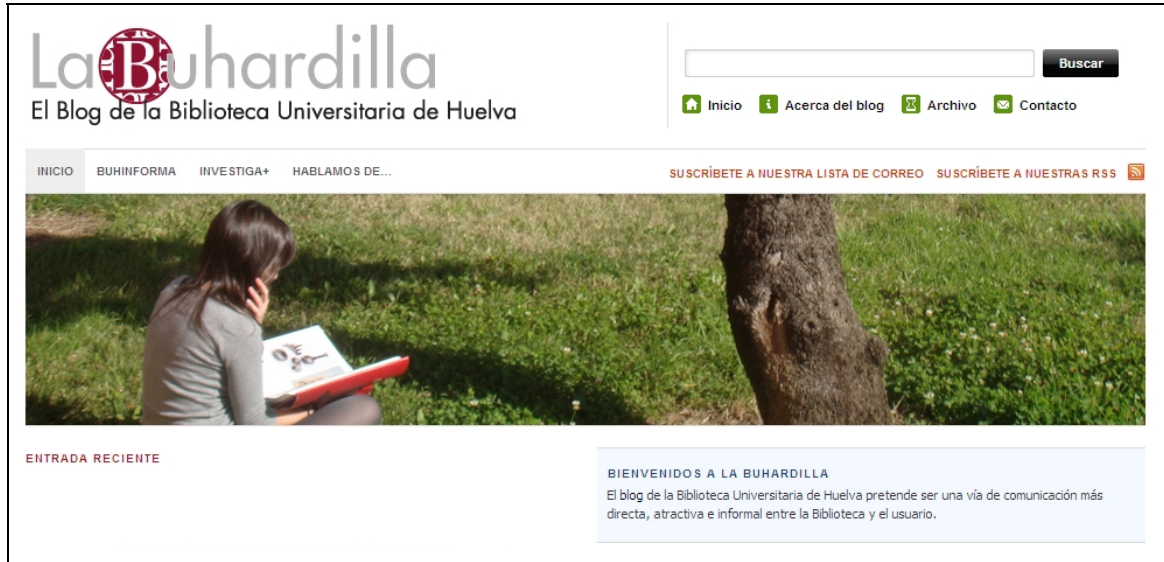 La Buhardilla
El Blog de la Biblioteca Universitaria de Huelva
Buscar
Inicio Acerca del blog Archivo Contacto
INICIO BUHINFORMA INVESTIGA+ HABLAMOS DE...
SUSCRÍBETE A NUESTRA LISTA DE CORREO SUSCRÍBETE A NUESTRAS RSS
ENTRADA RECIENTE
BIENVENIDOS A LA BUHARDILLA
El blog de la Biblioteca Universitaria de Huelva pretende ser una vía de comunicación más
directa, atractiva e informal entre la Biblioteca y el usuario.